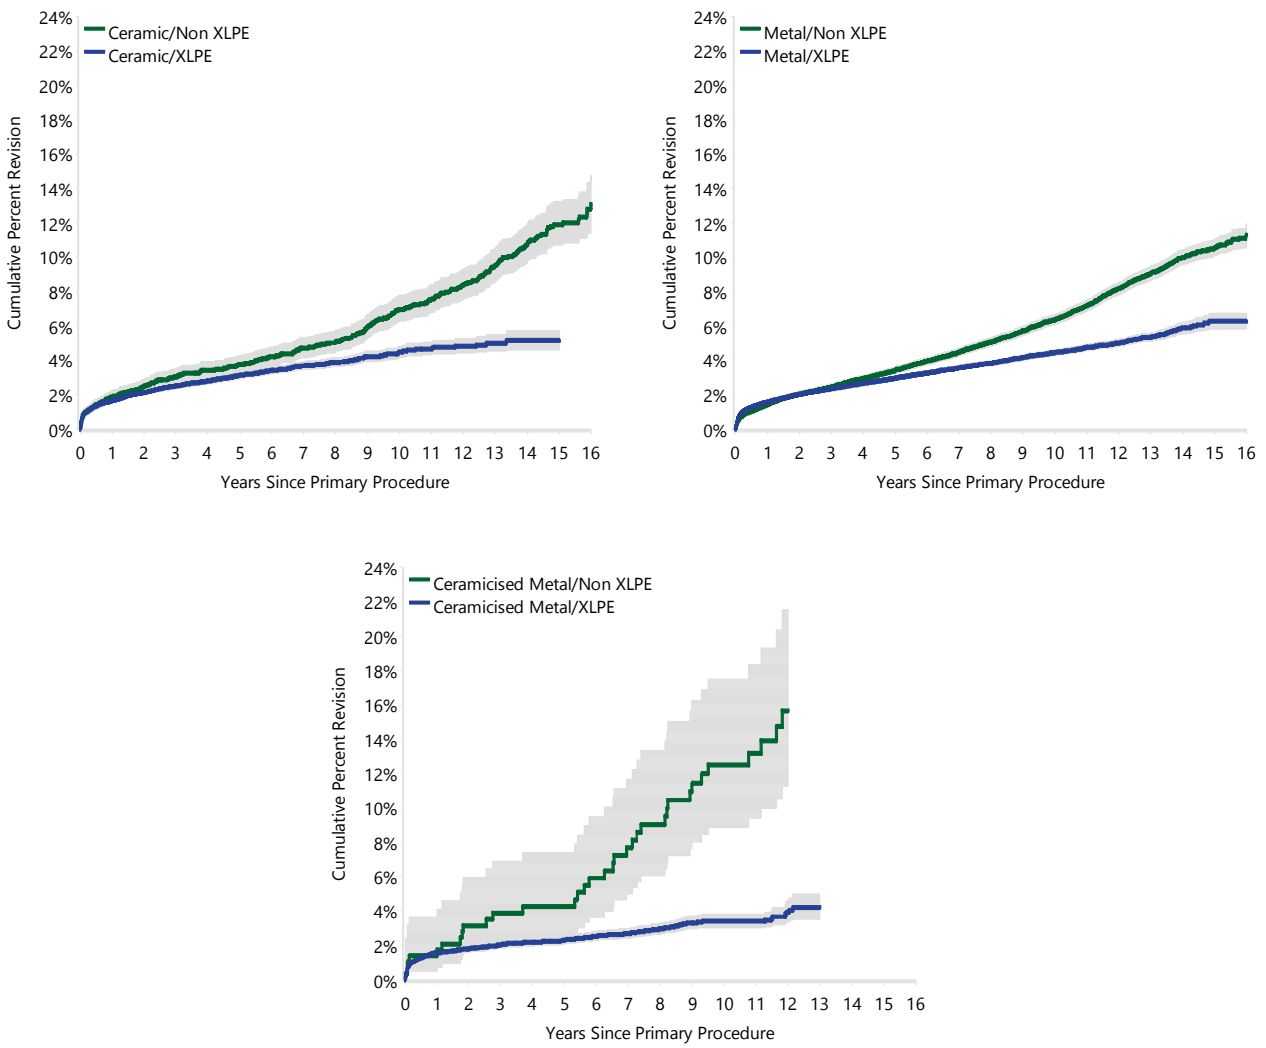 24%
22%
20%
18%
16%
14%
12%
10%
8%
6%
4%
2%
0%
Cumulative Percent Revision
Ceramic/Non XLPE
Ceramic/XLPE
0 1 2 3 4 5 6 7 8 9 10 11 12 13 14 15 16
Years Since Primary Procedure
24%
22%
20%
18%
16%
14%
12%
10%
8%
6%
4%
2%
0%
Cumulative Percent Revision
Metal/Non XLPE
Metal/XLPE
0 1 2 3 4 5 6 7 8 9 10 11 12 13 14 15 16
Years Since Primary Procedure
24%
22%
20%
18%
16%
14%
12%
10%
8%
6%
4%
2%
0%
Cumulative Percent Revision
Ceramicised Metal/Non XLPE
Ceramicised Metal/XLPE
0 1 2 3 4 5 6 7 8 9 10 11 12 13 14 15 16
Years Since Primary Procedure